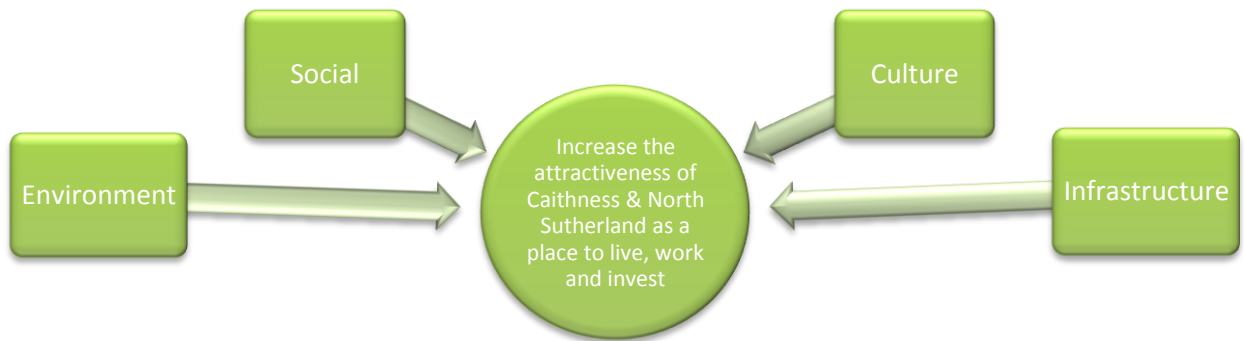 Social
Culture
Environment
Infrastructure
Increase the
attractiveness of
Caithness & North
Sutherland as a
place to live, work
and invest